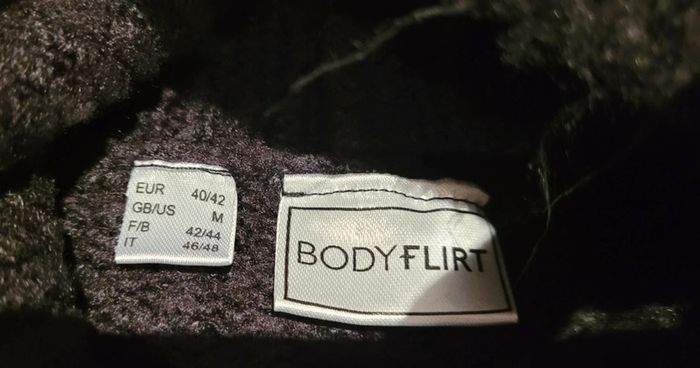 EUR 40/42
GB/US M
F/B 42/44
IT 46/48
BODYFLIRT